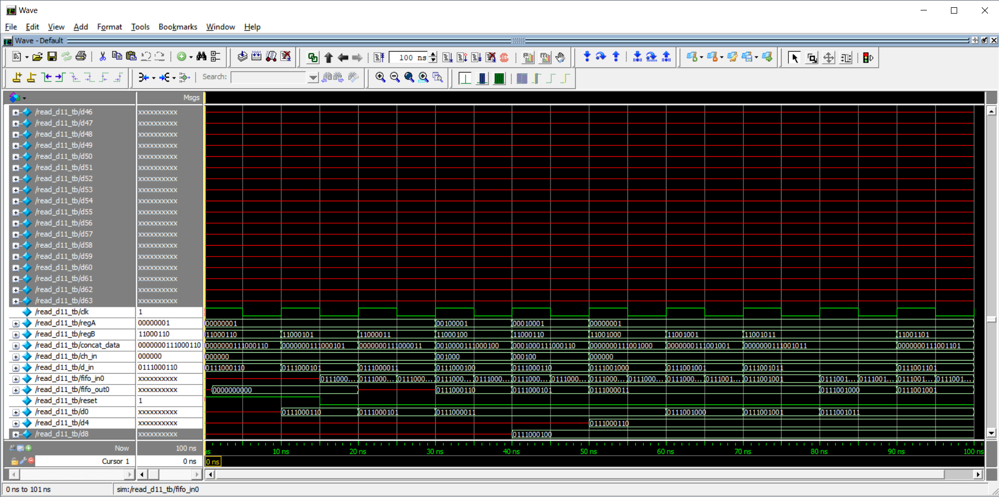 Wave
File Edit View Add Format Tools Bookmarks Window Help
Wave - Default
100 ns
Search:
Msgs
/read_d11_tb/d46 xxxxxxxxxx
/read_d11_tb/d47 xxxxxxxxxx
/read_d11_tb/d48 xxxxxxxxxx
/read_d11_tb/d49 xxxxxxxxxx
/read_d11_tb/d50 xxxxxxxxxx
/read_d11_tb/d51 xxxxxxxxxx
/read_d11_tb/d52 xxxxxxxxxx
/read_d11_tb/d53 xxxxxxxxxx
/read_d11_tb/d54 xxxxxxxxxx
/read_d11_tb/d55 xxxxxxxxxx
/read_d11_tb/d56 xxxxxxxxxx
/read_d11_tb/d57 xxxxxxxxxx
/read_d11_tb/d58 xxxxxxxxxx
/read_d11_tb/d59 xxxxxxxxxx
/read_d11_tb/d60 xxxxxxxxxx
/read_d11_tb/d61 xxxxxxxxxx
/read_d11_tb/d62 xxxxxxxxxx
/read_d11_tb/d63 xxxxxxxxxx
/read_d11_tb/clk 1
/read_d11_tb/regA 00000001 00000001 00100001 00010001 00000001
/read_d11_tb/regB 11000110 11000110 11000101 11000011 11000100 11000110 11001000 11001001 11001011 11001101
/read_d11_tb/concat_data 0000000111000110 0000000111000110 0000000111000101 0000000111000011 0010000111000100 0001000111000110 0000000111001000 0000000111001001 0000000111001011 0000000111001101
/read_d11_tb/ch_in 000000 000000 001000 000100 000000
/read_d11_tb/d_in 0111000110 0111000110 0111000101 0111000011 0111000100 0111000110 0111001000 0111001001 0111001011 0111001101
/read_d11_tb/fifo_in0 xxxxxxxxxx 0111000... 0111000... 0111000... 0111000... 0111000... 0111000... 0111000... 0111000... 0111000... 0111000... 0111001... 0111001001 0111001... 0111001... 0111001... 0111001...
/read_d11_tb/fifo_out0 xxxxxxxxxx 0000000000 0111000110 0111000101 0111000011 0111001000 0111001001
/read_d11_tb/reset 1
/read_d11_tb/d0 xxxxxxxxxx 0111000110 0111000101 0111000011 0111001000 0111001001 0111001011
/read_d11_tb/d4 xxxxxxxxxx 0111000110
/read_d11_tb/d8 xxxxxxxxxx 0111000100
Now 100 ns ns 10 ns 20 ns 30 ns 40 ns 50 ns 60 ns 70 ns 80 ns 90 ns 100 ns
Cursor 1 0 ns 0 ns
0 ns to 101 ns sim:/read_d11_tb/fifo_in0